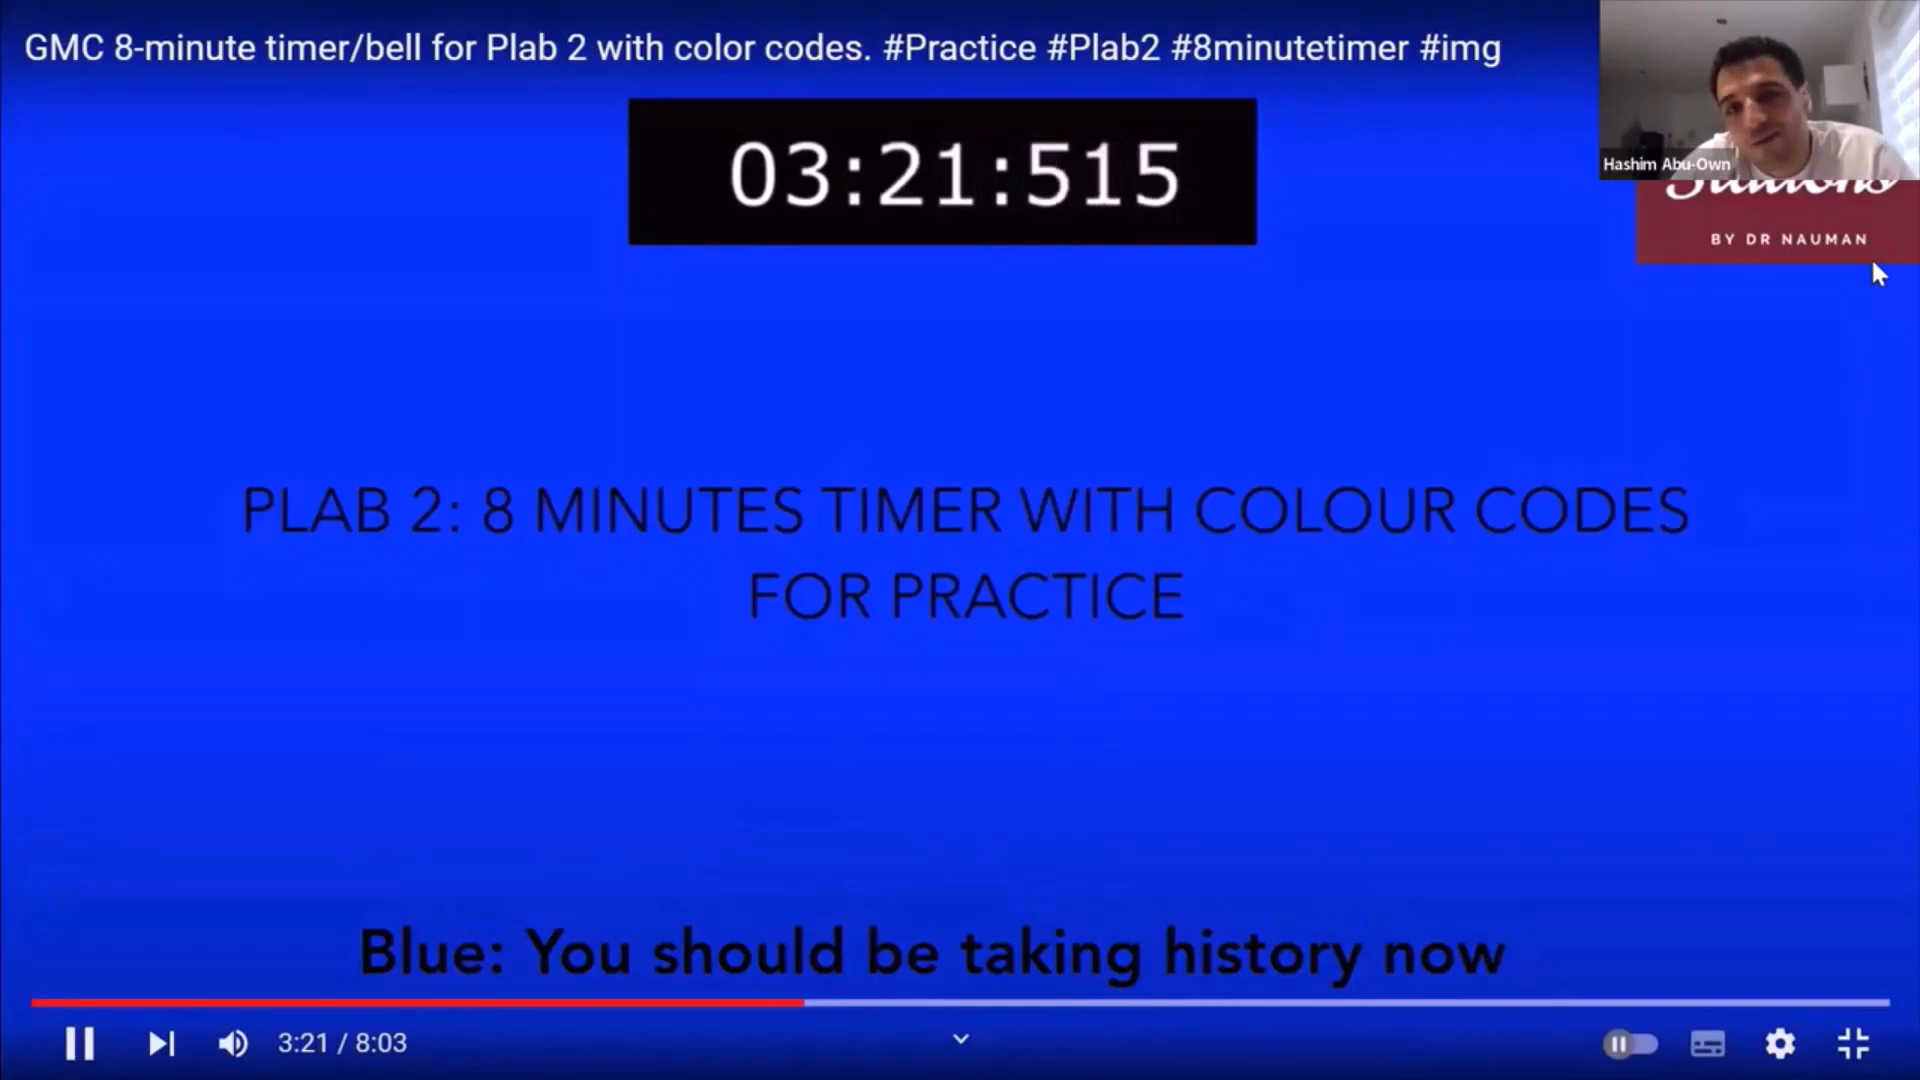 GMC 8-minute timer/bell for Plab 2 with color codes. #Practice #Plab2 #8minutetimer #img
Hashim Abu-Own
03:21:515
BY DR NAUMAN
PLAB 2: 8 MINUTES TIMER WITH COLOUR CODES
FOR PRACTICE
Blue: You should be taking history now
3:21 / 8:03